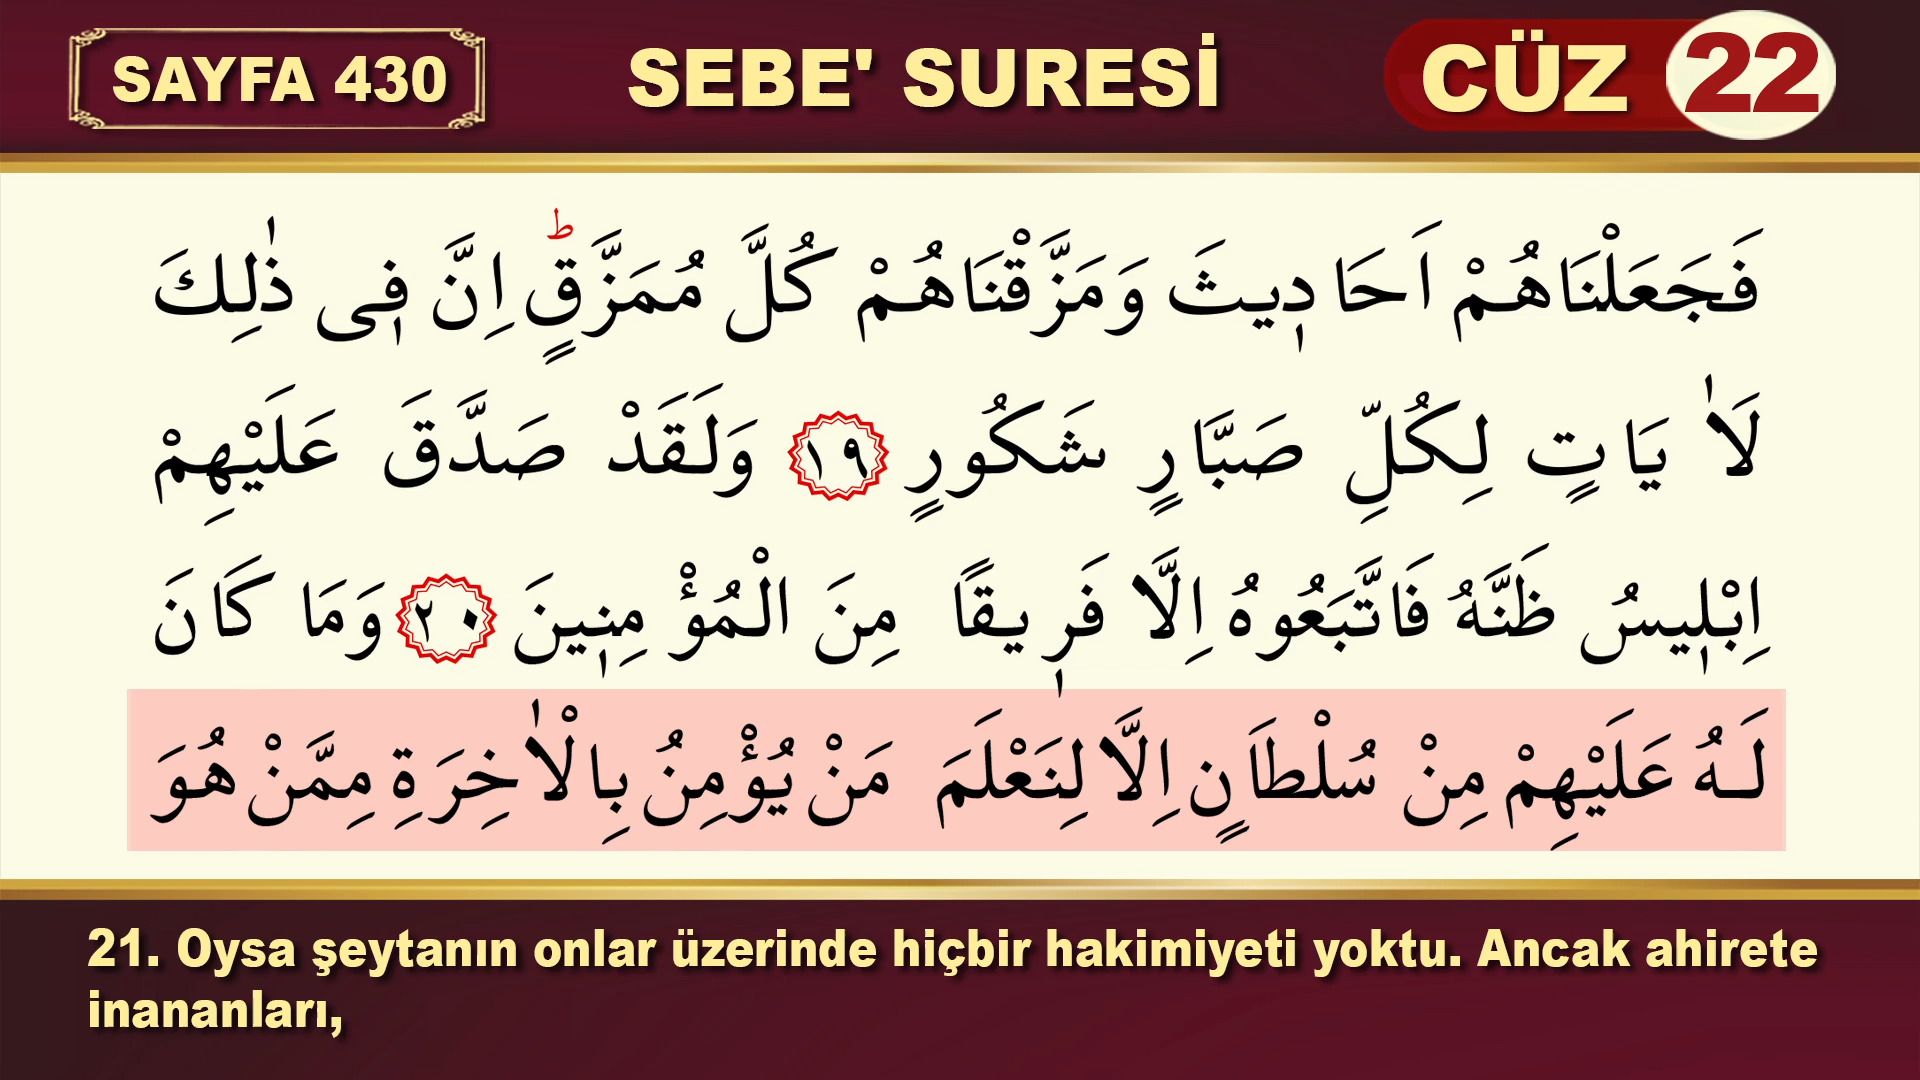 SAYFA 430
SEBE' SURESİ
CÜZ 22
فَجَعَلْنَاهُمْ اَحَادٖيثَ وَمَزَّقْنَاهُمْ كُلَّ مُمَزَّقٍؕ اِنَّ فٖى ذٰلِكَ
لَاٰيَاتٍ لِكُلِّ صَبَّارٍ شَكُورٍ ١٩ وَلَقَدْ صَدَّقَ عَلَيْهِمْ
اِبْلٖيسُ ظَنَّهُ فَاتَّبَعُوهُ اِلَّا فَرٖيقًا مِنَ الْمُؤْمِنٖينَ ٢٠ وَمَا كَانَ
لَهُ عَلَيْهِمْ مِنْ سُلْطَانٍ اِلَّا لِنَعْلَمَ مَنْ يُؤْمِنُ بِالْاٰخِرَةِ مِمَّنْ هُوَ
21. Oysa şeytanın onlar üzerinde hiçbir hakimiyeti yoktu. Ancak ahirete
inananları,